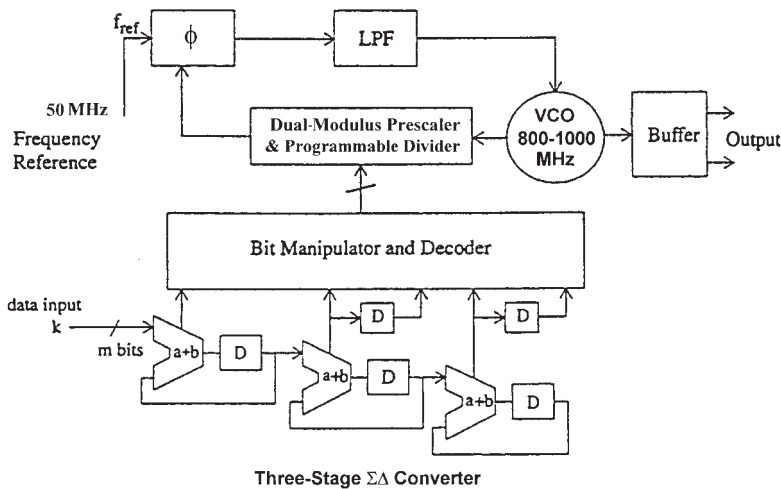 f_ref
ϕ
LPF
50 MHz
Frequency
Reference
Dual-Modulus Prescaler
& Programmable Divider
VCO
800-1000
MHz
Buffer
Output
Bit Manipulator and Decoder
data input
k
m bits
a+b
D
a+b
D
D
a+b
D
D
Three-Stage ΣΔ Converter